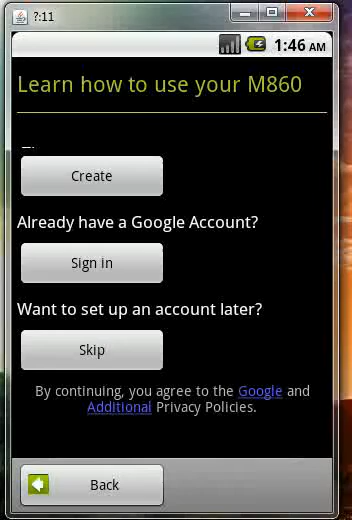 ?:11
1:46 AM
Learn how to use your M860
Create
Already have a Google Account?
Sign in
Want to set up an account later?
Skip
By continuing, you agree to the Google and
Additional Privacy Policies.
Back